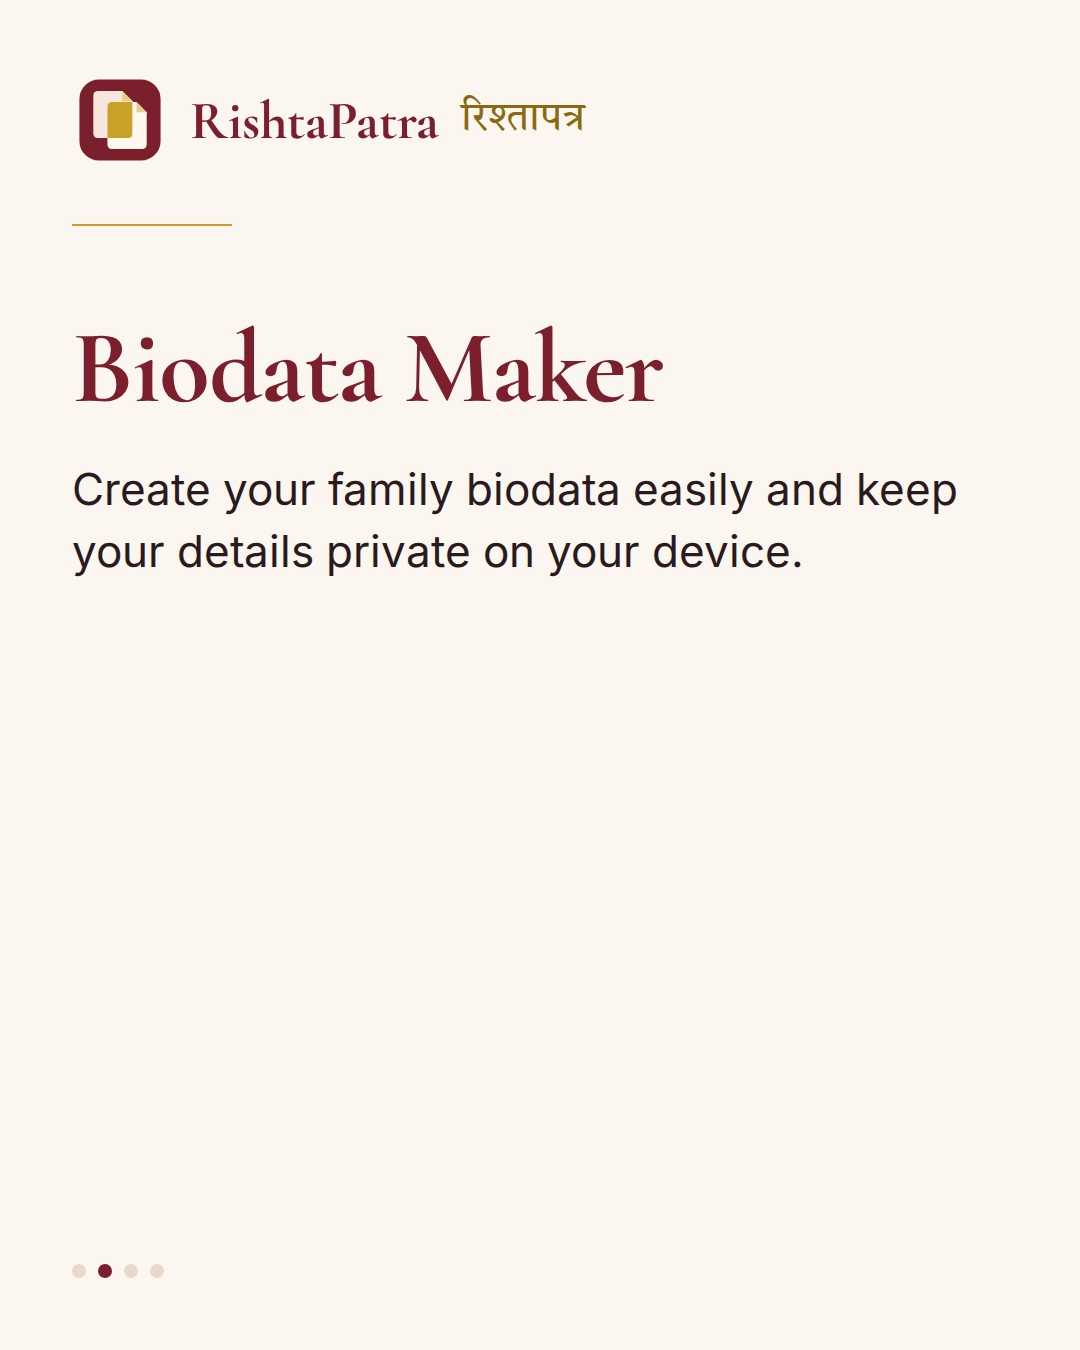 RishtaPatra रिश्तापत्र
Biodata Maker
Create your family biodata easily and keep
your details private on your device.